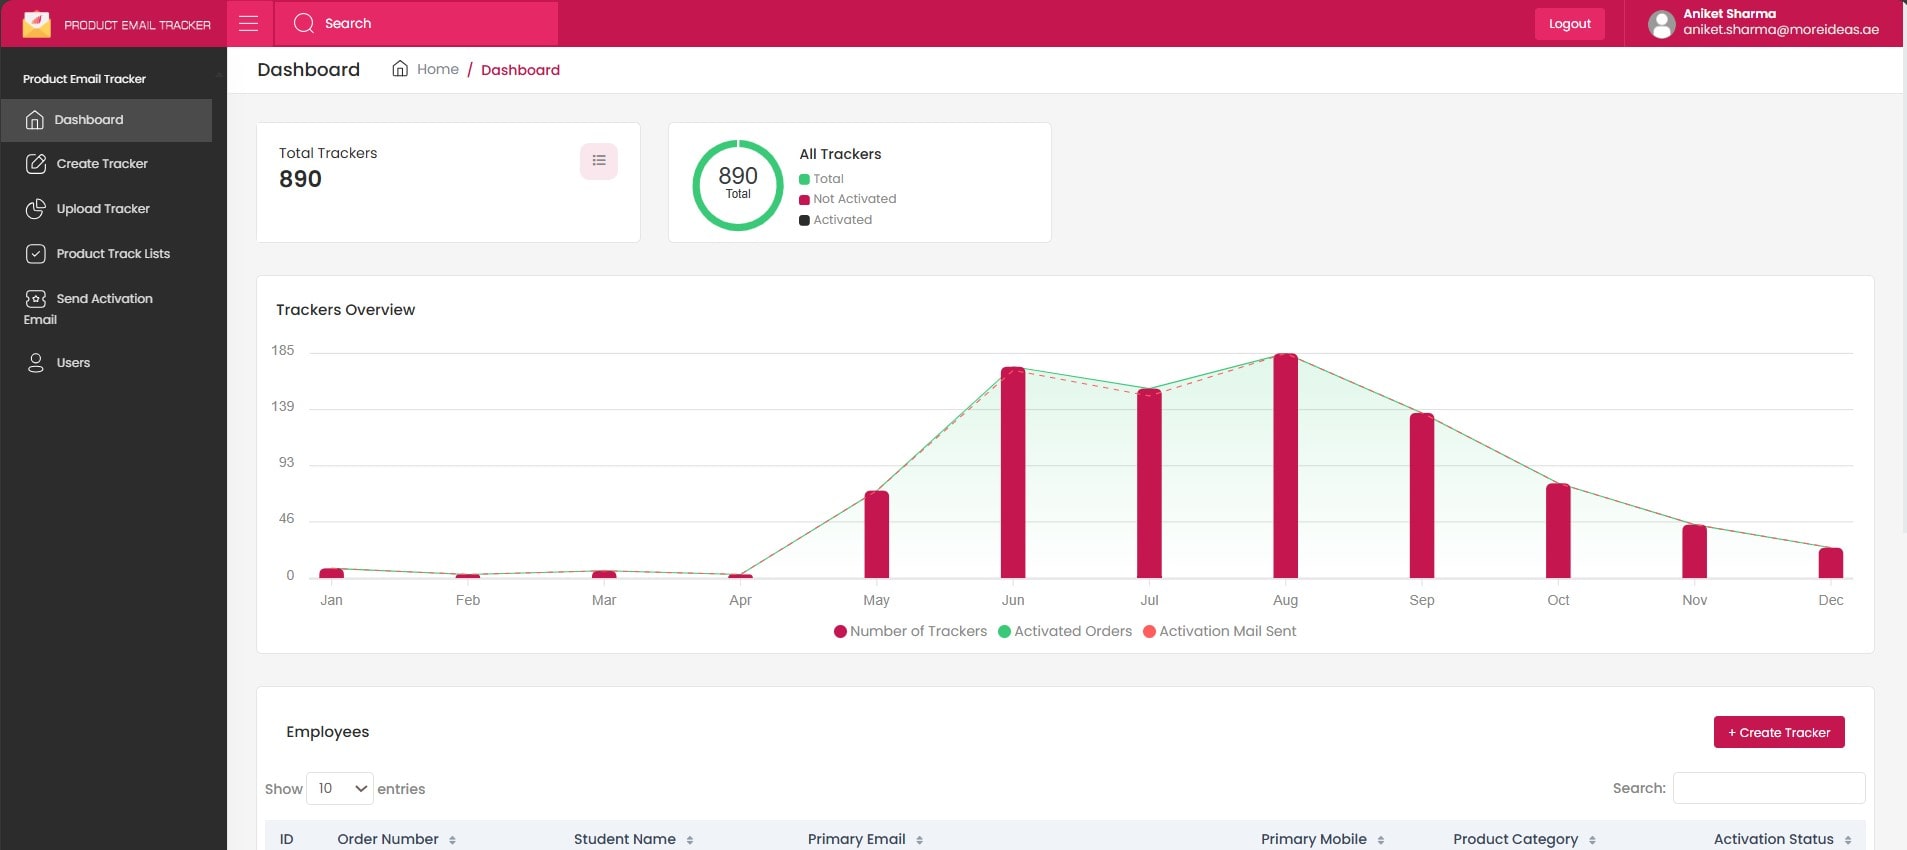 PRODUCT EMAIL TRACKER
Search
Logout
Aniket Sharma
aniket.sharma@moreideas.ae
Product Email Tracker
Dashboard
Create Tracker
Upload Tracker
Product Track Lists
Send Activation
Email
Users
Dashboard
Home / Dashboard
Total Trackers
890
890
Total
All Trackers
Total
Not Activated
Activated
Trackers Overview
185
139
93
46
0
Jan Feb Mar Apr May Jun Jul Aug Sep Oct Nov Dec
Number of Trackers Activated Orders Activation Mail Sent
Employees
+ Create Tracker
Show 10 entries
Search:
ID Order Number Student Name Primary Email Primary Mobile Product Category Activation Status